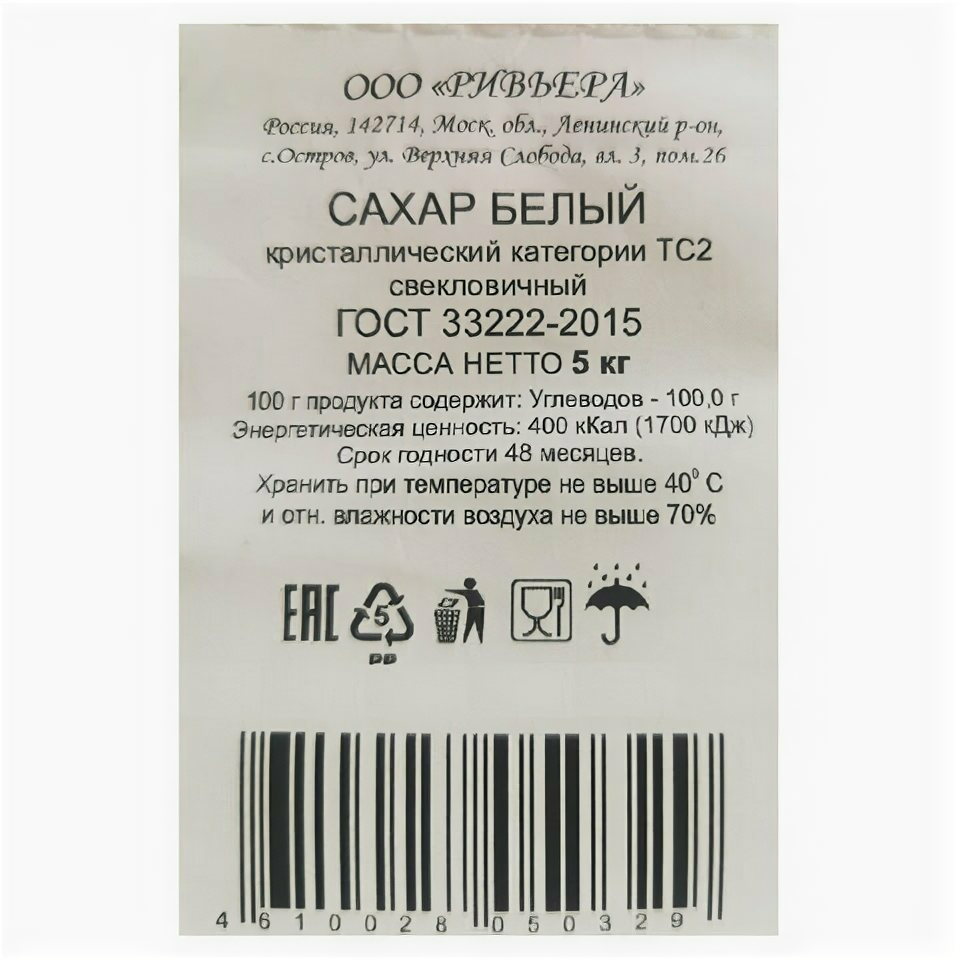 ООО «РИВЬЕРА»
Россия, 142714, Моск. обл., Ленинский р-он,
с.Остров, ул. Верхняя Слобода, вл. 3, пом.26
САХАР БЕЛЫЙ
кристаллический категории ТС2
свекловичный
ГОСТ 33222-2015
МАССА НЕТТО 5 кг
100 г продукта содержит: Углеводов - 100,0 г
Энергетическая ценность: 400 кКал (1700 кДж)
Срок годности 48 месяцев.
Хранить при температуре не выше 40⁰ С
и отн. влажности воздуха не выше 70%
ЕАС 5
PP
4 610028 050329